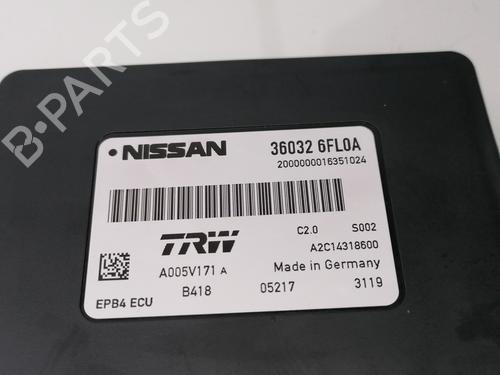 B-PARTS
NISSAN 36032 6FL0A
2000000016351024
TRW C2.0 S002
A2C14318600
A005V171 A Made in Germany
EPB4 ECU B418 05217 3119